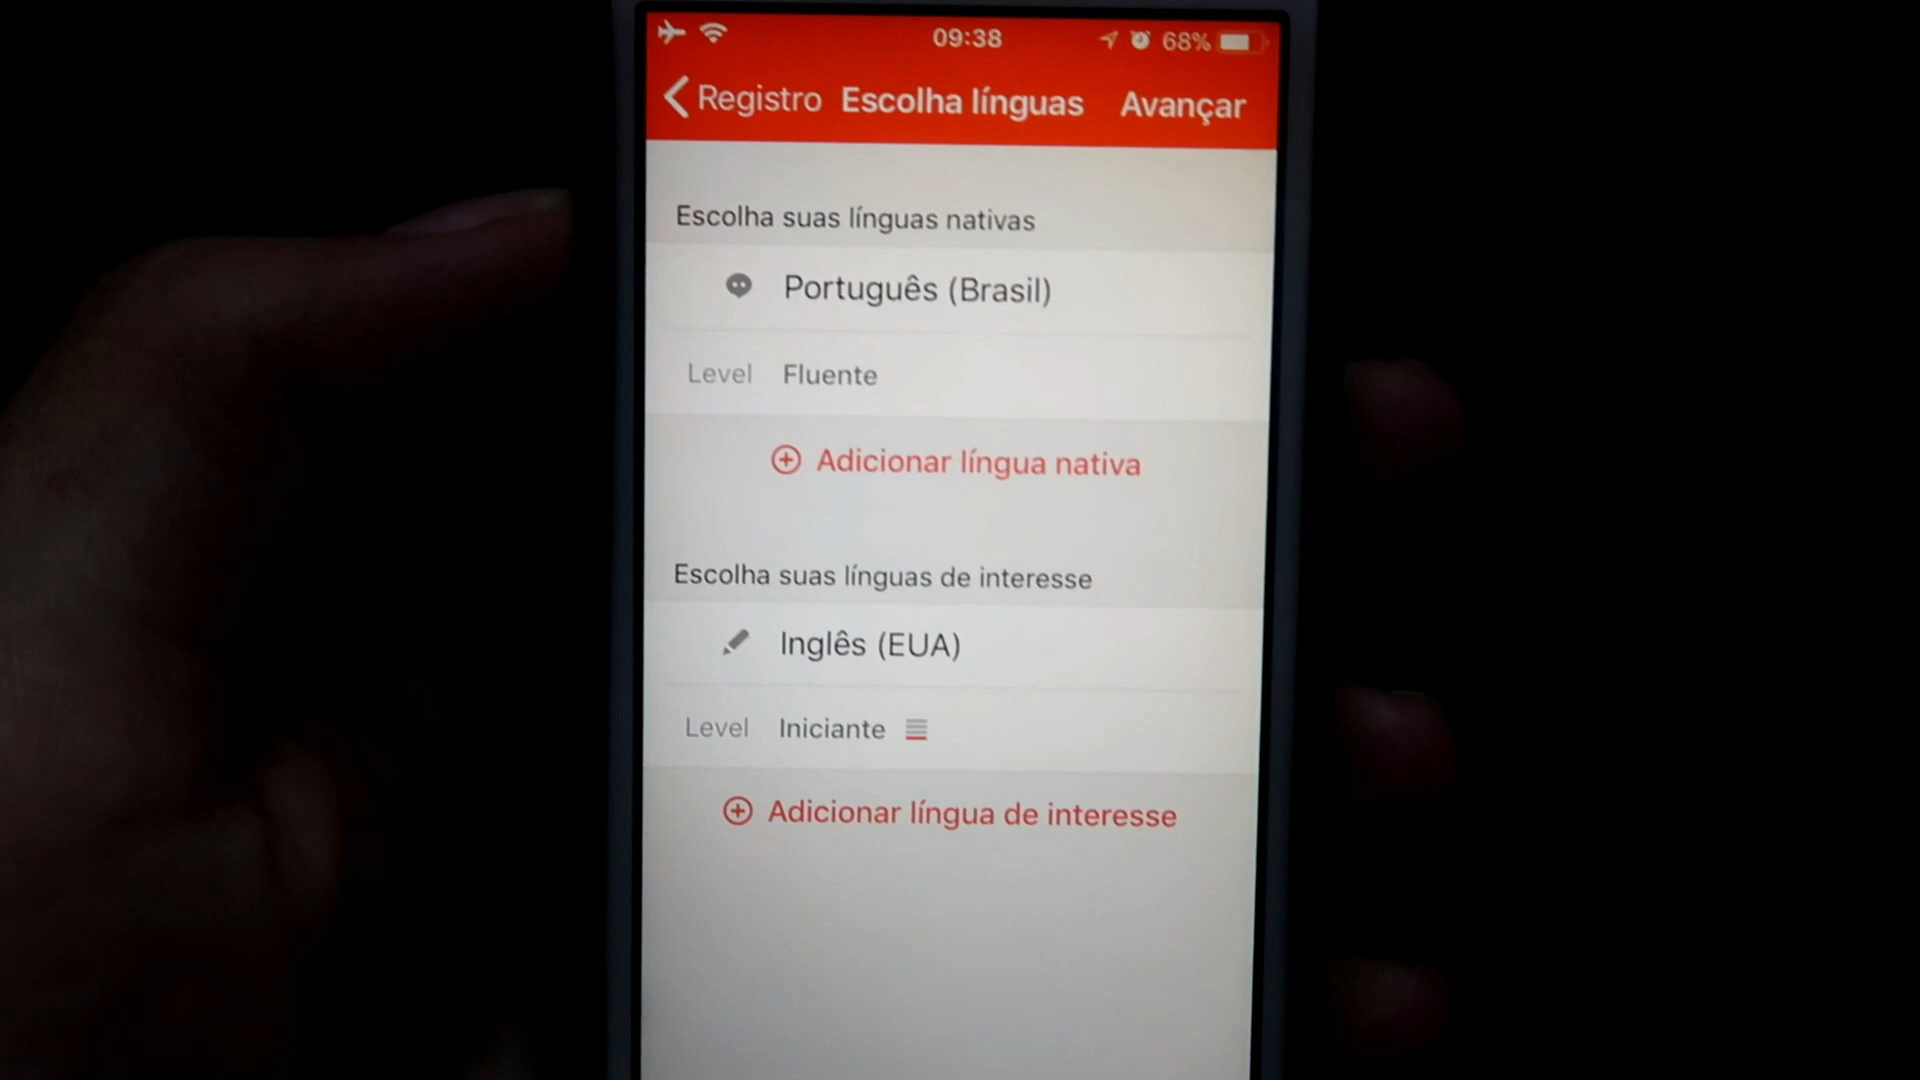 09:38 68%
Registro Escolha línguas Avançar
Escolha suas línguas nativas
Português (Brasil)
Level Fluente
Adicionar língua nativa
Escolha suas línguas de interesse
Inglês (EUA)
Level Iniciante
Adicionar língua de interesse